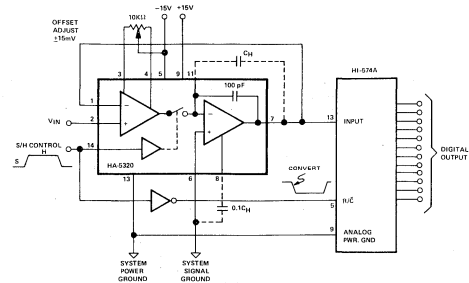 -15V +15V
10KΩ
OFFSET
ADJUST
±15mV
CH
HI-574A
3 4 5 9 11
100 pF
1
7
13 INPUT
VIN 2
DIGITAL
OUTPUT
S/H CONTROL
H
S
14
HA-5320
CONVERT
13 6 8
0.1CH
5 R/C̅
9 ANALOG
PWR. GND
SYSTEM
POWER
GROUND
SYSTEM
SIGNAL
GROUND